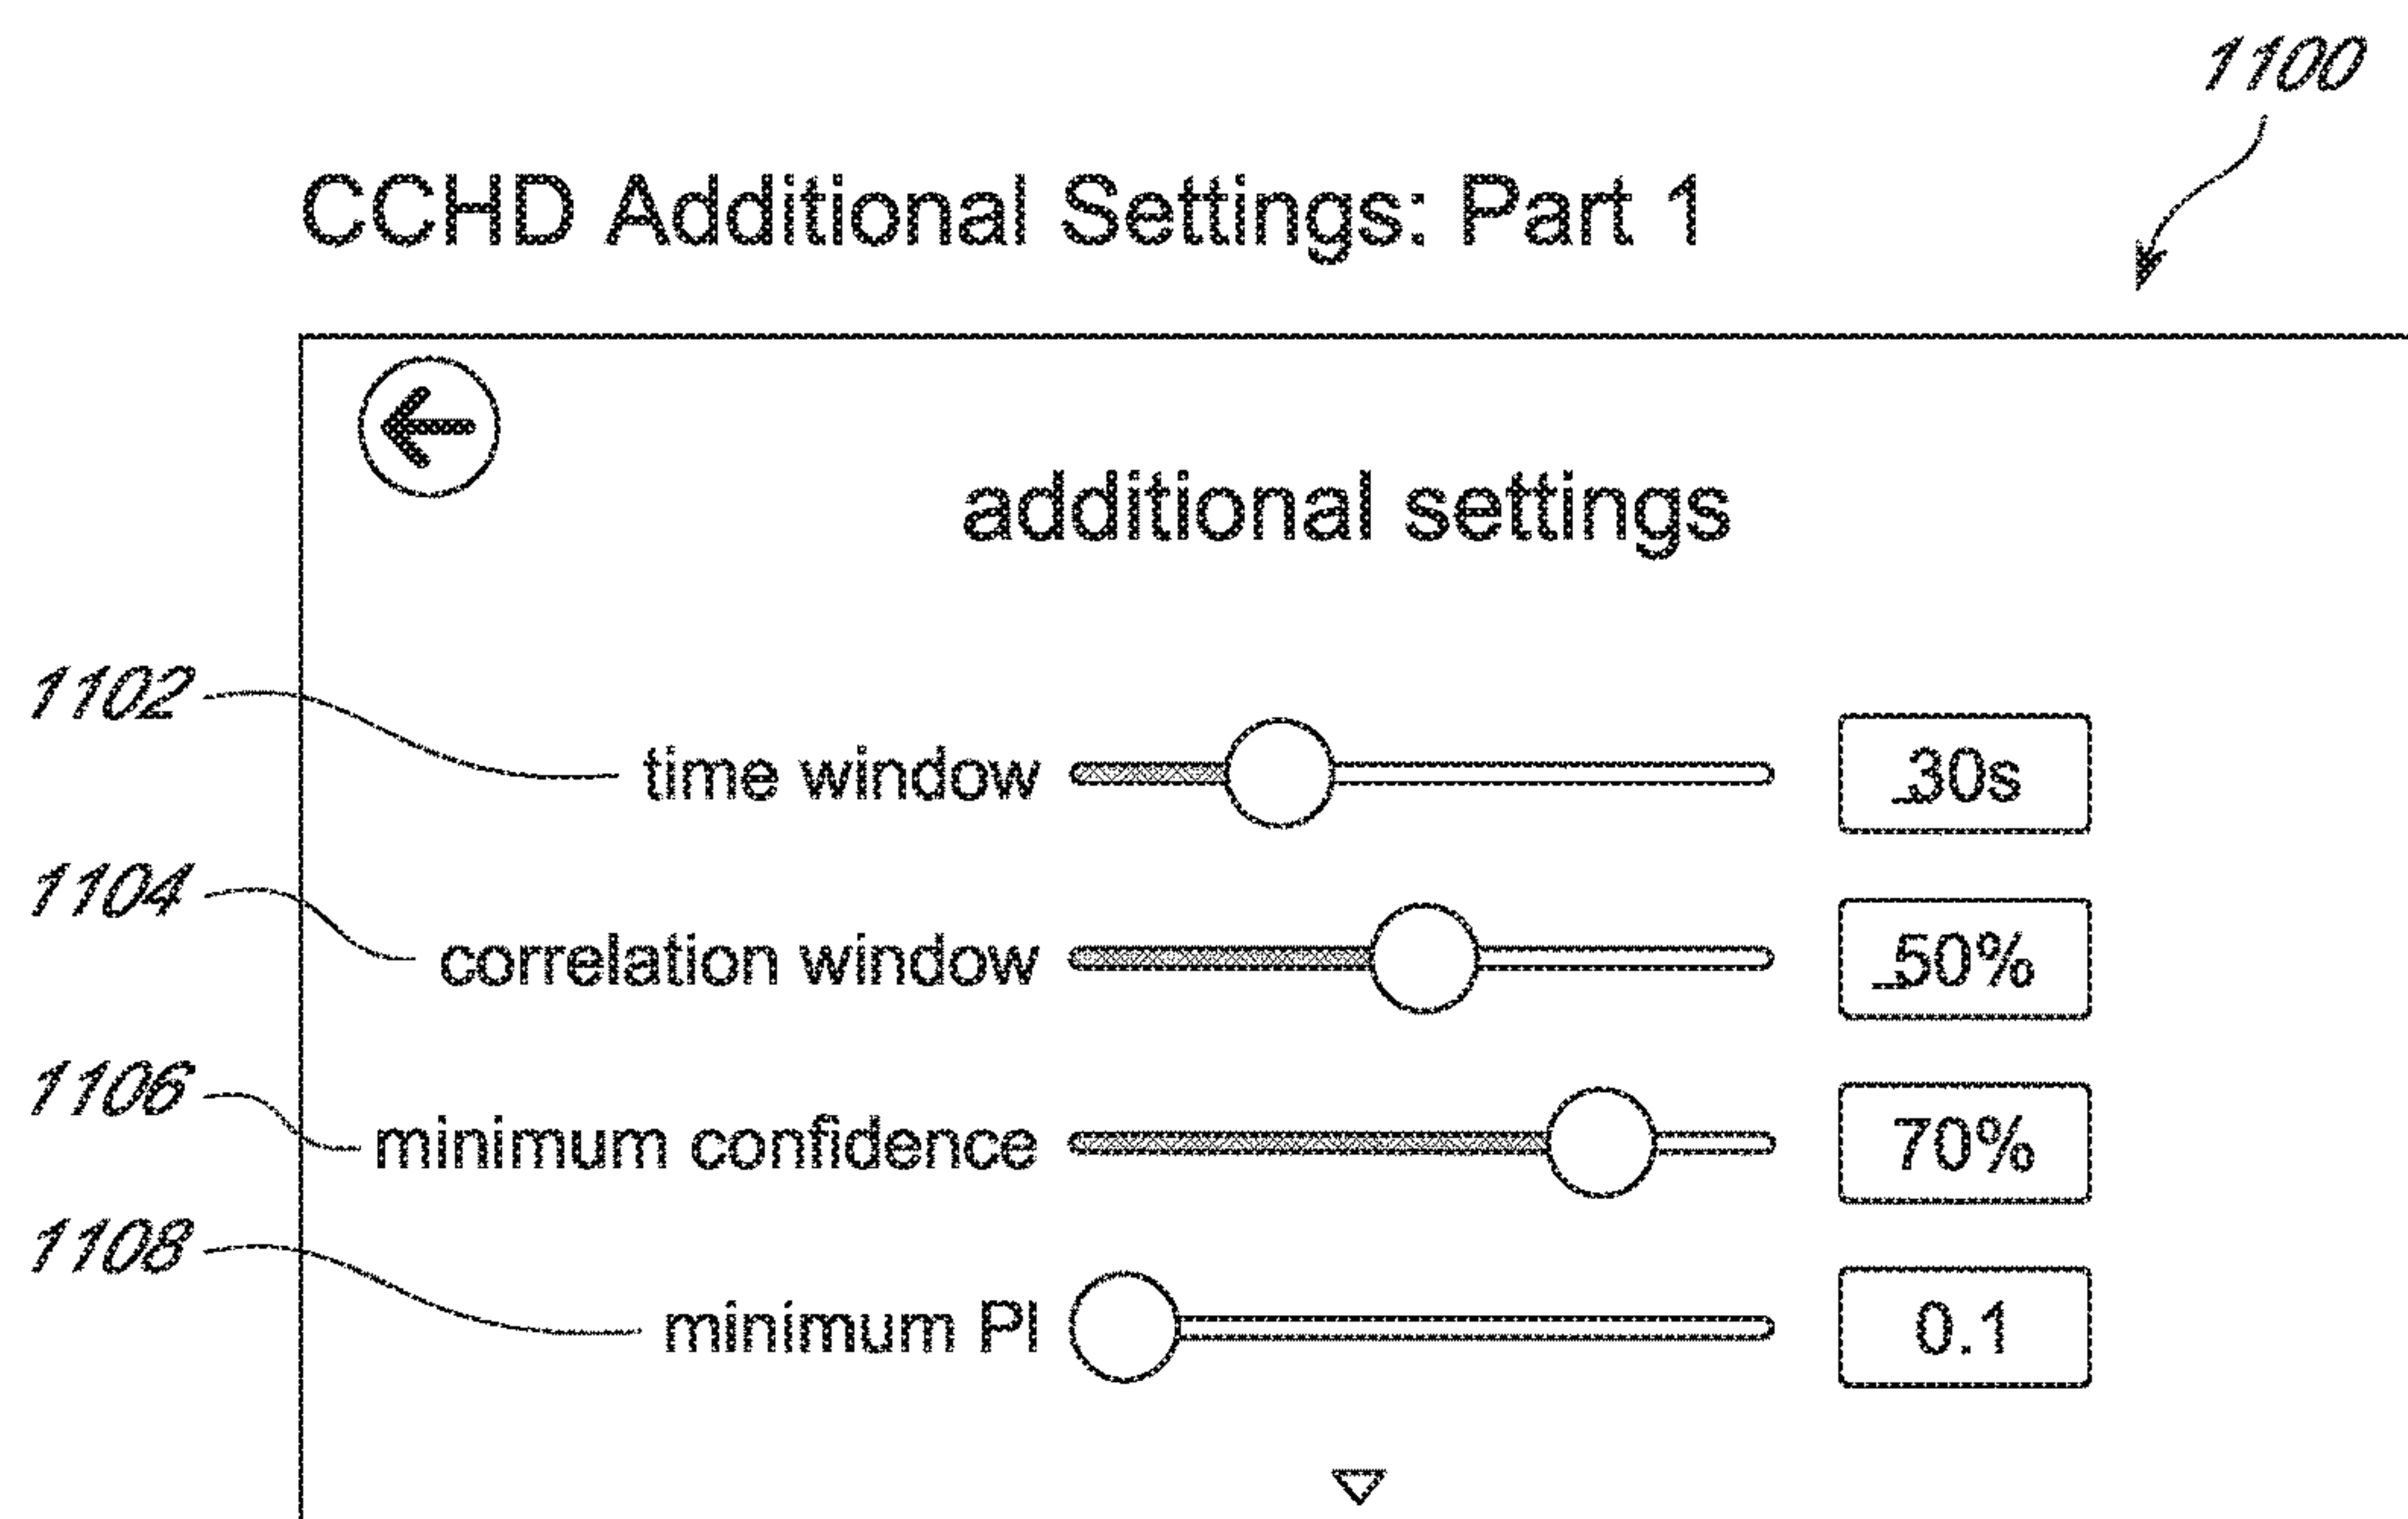 1100
CCHD Additional Settings: Part 1
additional settings
1102 time window 30s
1104 correlation window 50%
1106 minimum confidence 70%
1108 minimum PI 0.1